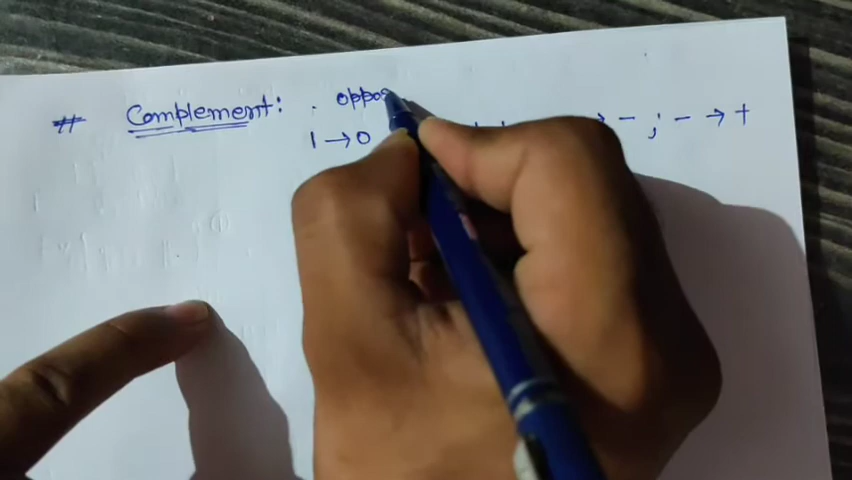 # Complement: . oppos
1 → 0 → - ; - → +